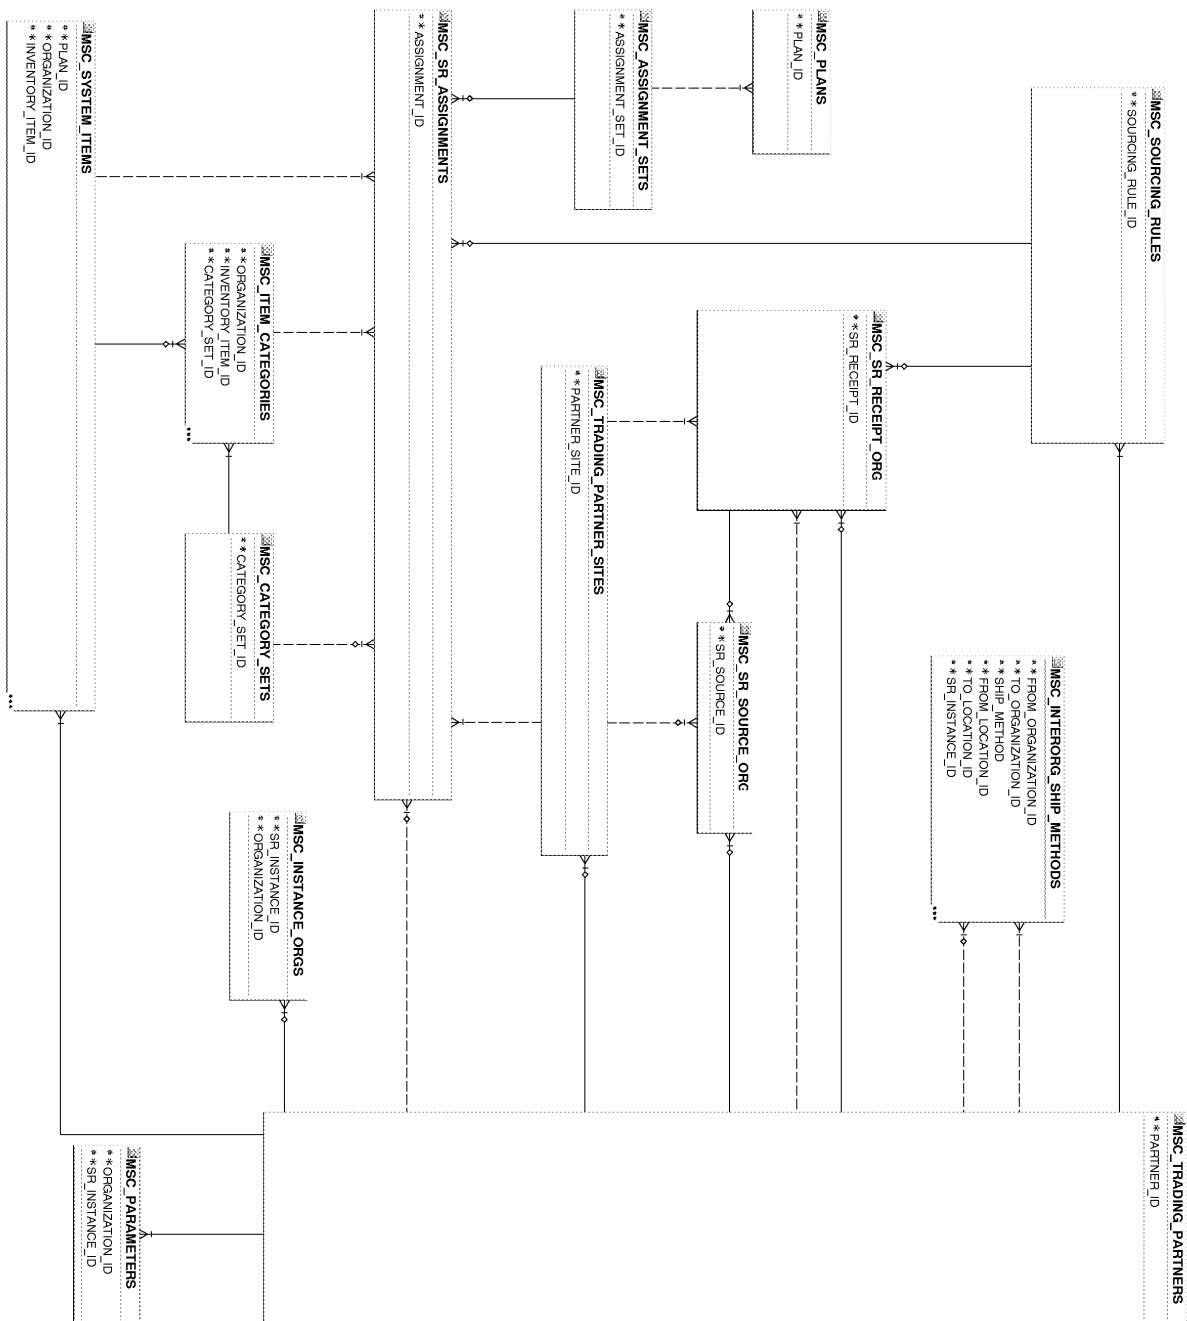 MSC_TRADING_PARTNERS
**PARTNER_ID
MSC_SOURCING_RULES
**SOURCING_RULE_ID
MSC_INTERORG_SHIP_METHODS
**FROM_ORGANIZATION_ID
**TO_ORGANIZATION_ID
**SHIP_METHOD
**FROM_LOCATION_ID
**TO_LOCATION_ID
**SR_INSTANCE_ID
...
MSC_SR_RECEIPT_ORG
**SR_RECEIPT_ID
MSC_PLANS
**PLAN_ID
MSC_SR_SOURCE_ORG
**SR_SOURCE_ID
MSC_ASSIGNMENT_SETS
**ASSIGNMENT_SET_ID
MSC_TRADING_PARTNER_SITES
**PARTNER_SITE_ID
MSC_SR_ASSIGNMENTS
**ASSIGNMENT_ID
MSC_INSTANCE_ORGS
**SR_INSTANCE_ID
**ORGANIZATION_ID
MSC_ITEM_CATEGORIES
**ORGANIZATION_ID
**INVENTORY_ITEM_ID
**CATEGORY_SET_ID
...
MSC_CATEGORY_SETS
**CATEGORY_SET_ID
MSC_PARAMETERS
**ORGANIZATION_ID
**SR_INSTANCE_ID
MSC_SYSTEM_ITEMS
**PLAN_ID
**ORGANIZATION_ID
**INVENTORY_ITEM_ID
...